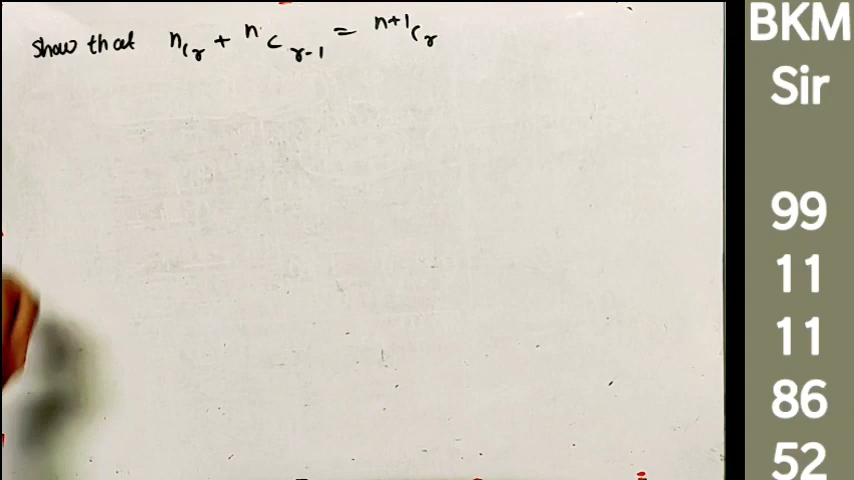 Show that nCr + nCr-1 = n+1Cr
BKM
Sir
99
11
11
86
52